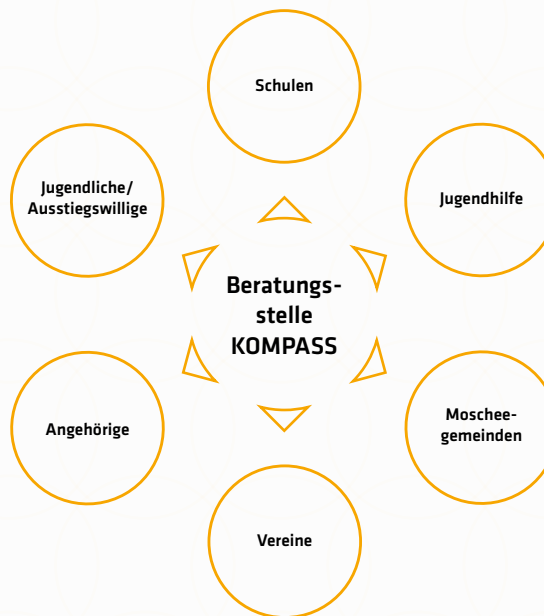 Schulen
Jugendliche/
Ausstiegswillige
Jugendhilfe
Beratungs-
stelle
KOMPASS
Angehörige
Moschee-
gemeinden
Vereine